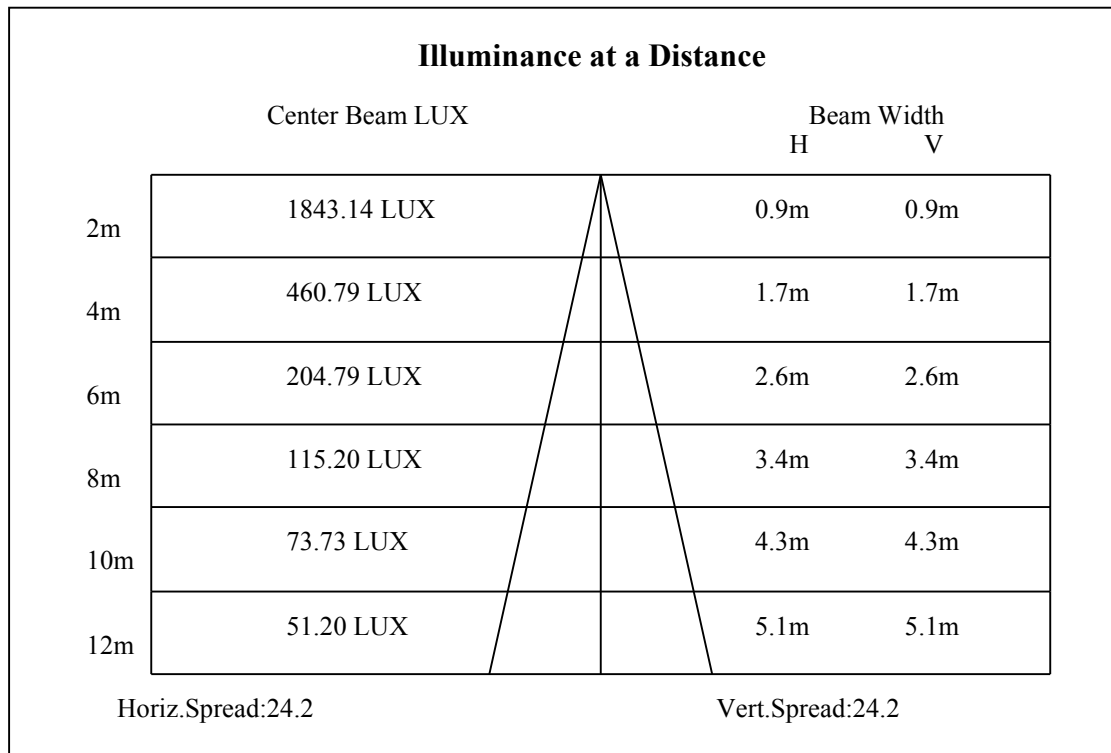 Illuminance at a Distance
Center Beam LUX Beam Width
H V
1843.14 LUX 0.9m 0.9m
2m
460.79 LUX 1.7m 1.7m
4m
204.79 LUX 2.6m 2.6m
6m
115.20 LUX 3.4m 3.4m
8m
73.73 LUX 4.3m 4.3m
10m
51.20 LUX 5.1m 5.1m
12m
Horiz.Spread:24.2 Vert.Spread:24.2